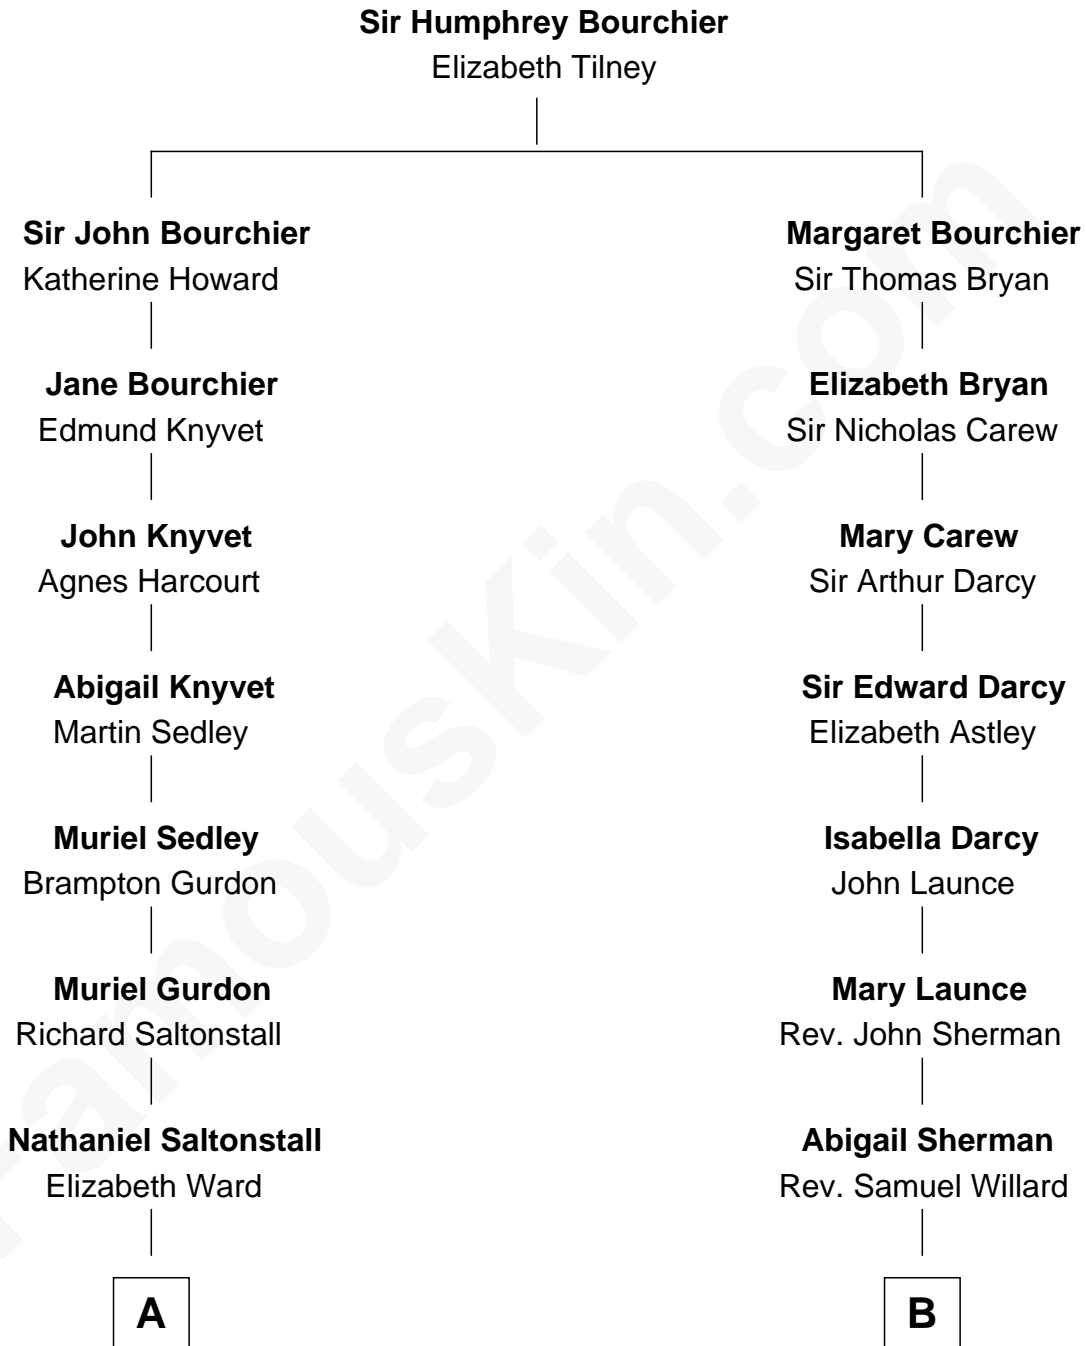 Sir Humphrey Bourchier
Elizabeth Tilney
Sir John Bourchier
Katherine Howard
Margaret Bourchier
Sir Thomas Bryan
Jane Bourchier
Edmund Knyvet
Elizabeth Bryan
Sir Nicholas Carew
John Knyvet
Agnes Harcourt
Mary Carew
Sir Arthur Darcy
Abigail Knyvet
Martin Sedley
Sir Edward Darcy
Elizabeth Astley
Muriel Sedley
Brampton Gurdon
Isabella Darcy
John Launce
Muriel Gurdon
Richard Saltonstall
Mary Launce
Rev. John Sherman
Nathaniel Saltonstall
Elizabeth Ward
Abigail Sherman
Rev. Samuel Willard
A
B
FamousKin.com